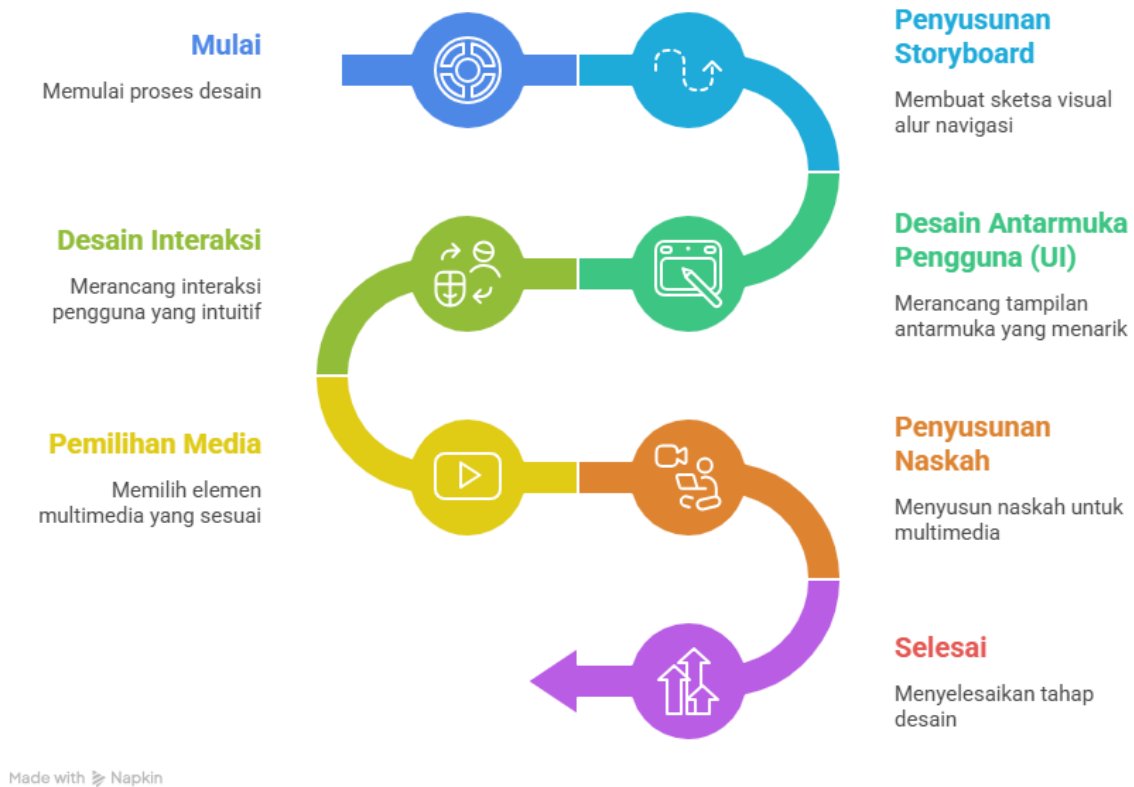 Mulai
Memulai proses desain
Penyusunan
Storyboard
Membuat sketsa visual
alur navigasi
Desain Antarmuka
Pengguna (UI)
Merancang tampilan
antarmuka yang menarik
Desain Interaksi
Merancang interaksi
pengguna yang intuitif
Pemilihan Media
Memilih elemen
multimedia yang sesuai
Penyusunan
Naskah
Menyusun naskah untuk
multimedia
Selesai
Menyelesaikan tahap
desain
Made with Napkin